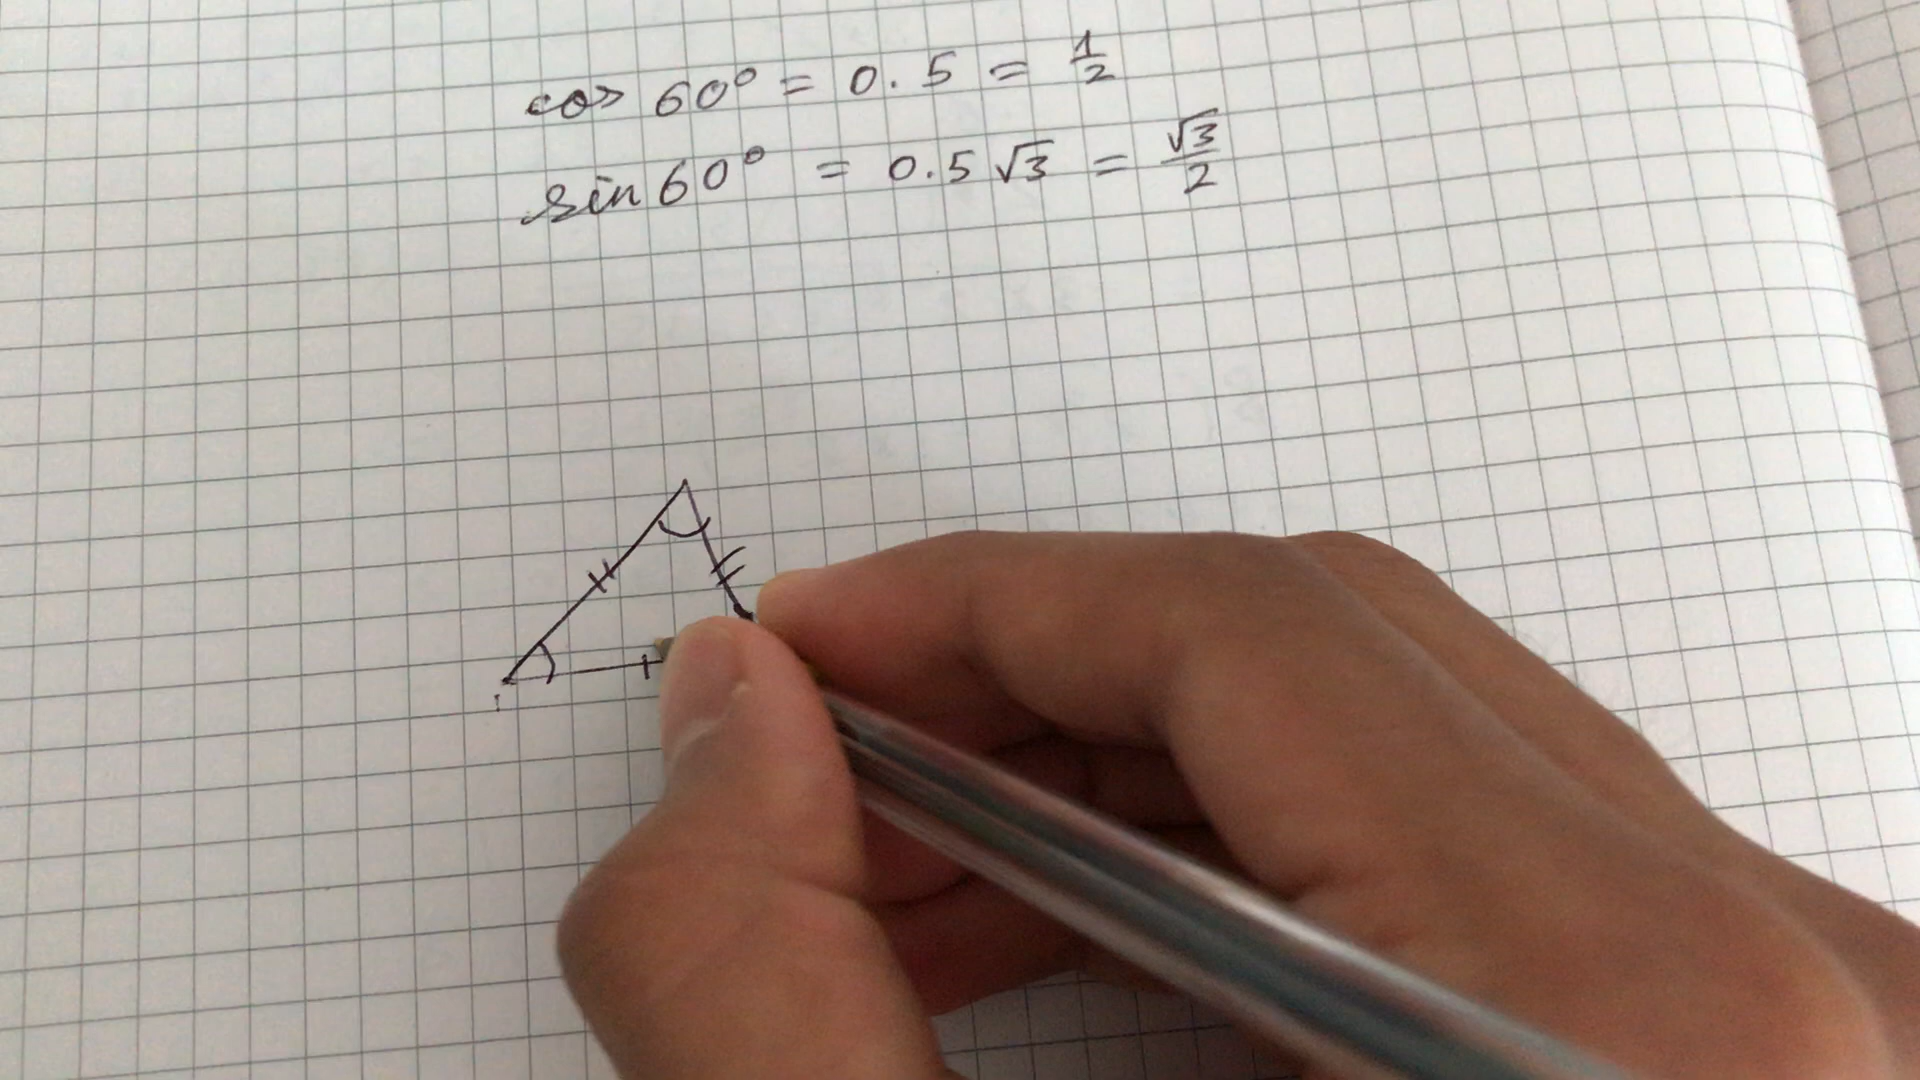 cos 60° = 0.5 = 1/2
sin 60° = 0.5 √3 = √3/2